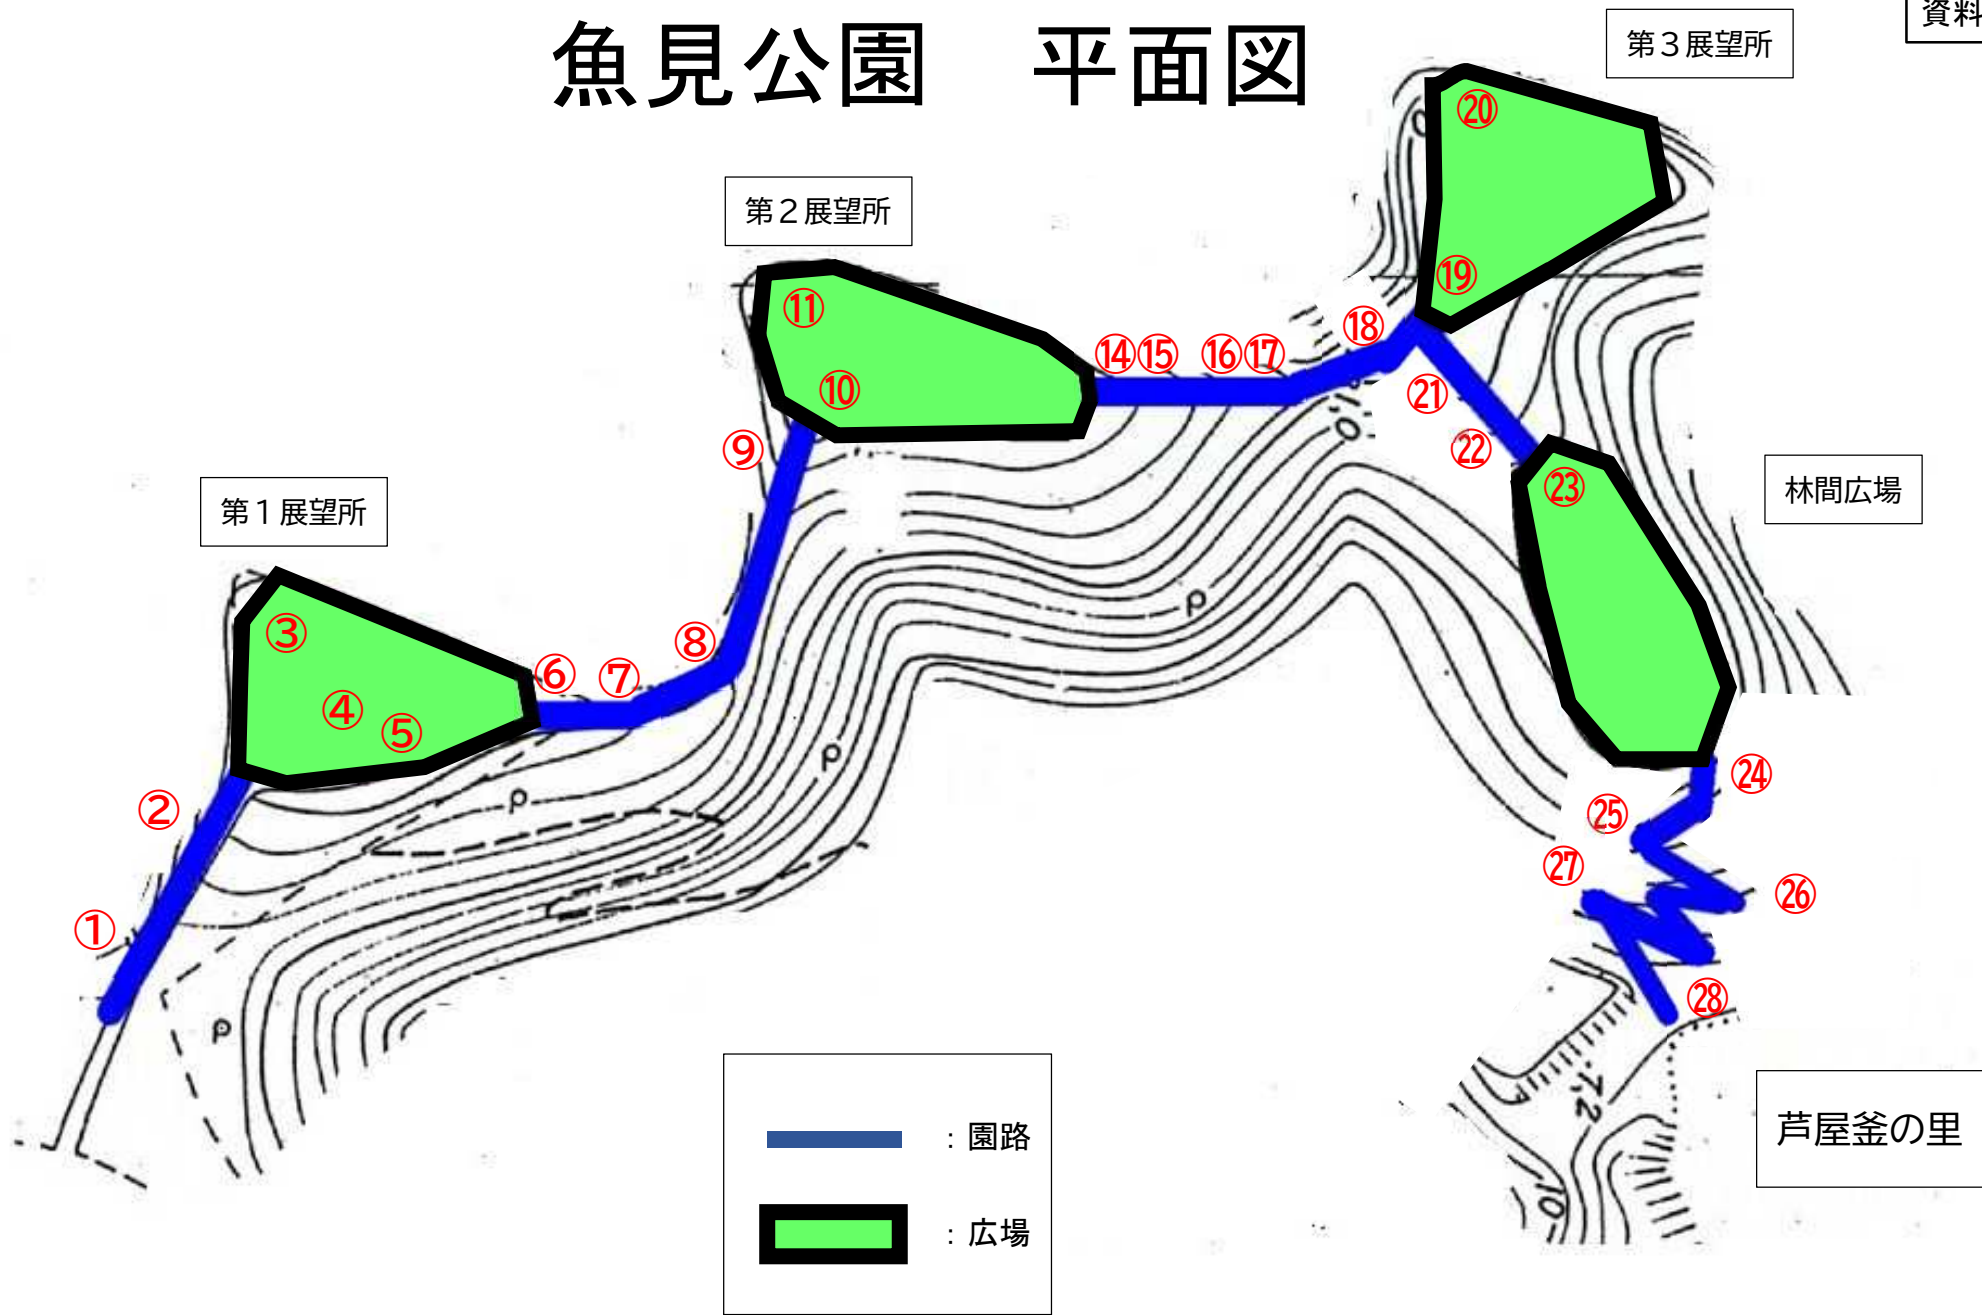 魚見公園　平面図
資料
第３展望所
⑳
第２展望所
⑲
⑪
⑱
⑭⑮ ⑯⑰
⑩
㉑
⑨
㉒
㉓
林間広場
第１展望所
③
⑧
⑥ ⑦
④
⑤
㉔
②
㉕
㉗
㉖
①
㉘
7.2
芦屋釜の里
：園路
10
：広場